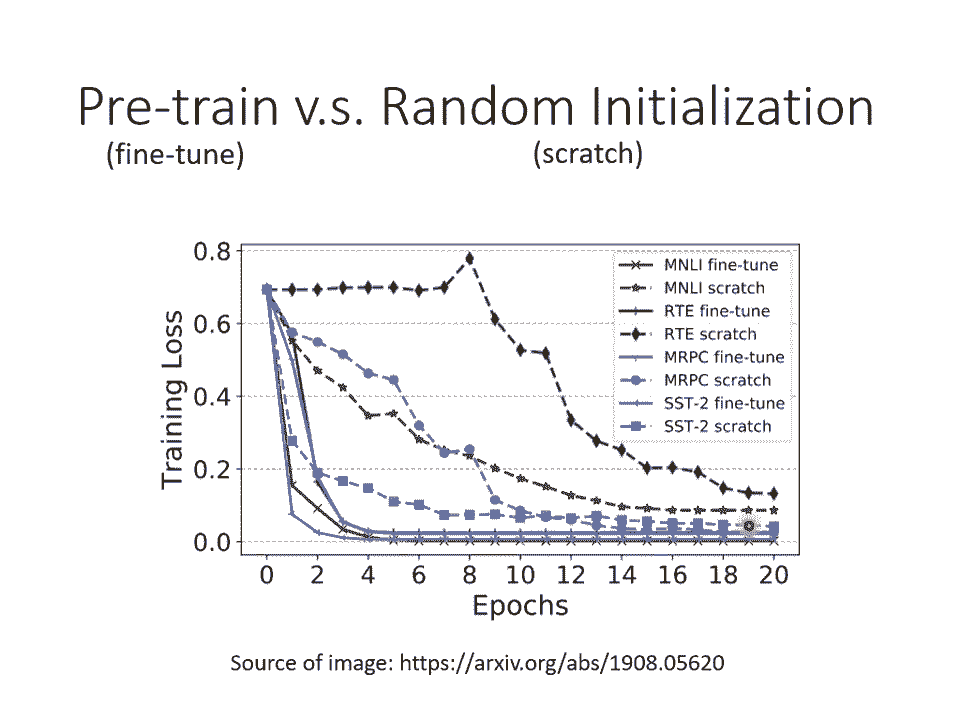 Pre-train v.s. Random Initialization
(fine-tune) (scratch)
0.8
0.6
0.4
0.2
0.0
Training Loss
MNLI fine-tune
MNLI scratch
RTE fine-tune
RTE scratch
MRPC fine-tune
MRPC scratch
SST-2 fine-tune
SST-2 scratch
0 2 4 6 8 10 12 14 16 18 20
Epochs
Source of image: https://arxiv.org/abs/1908.05620